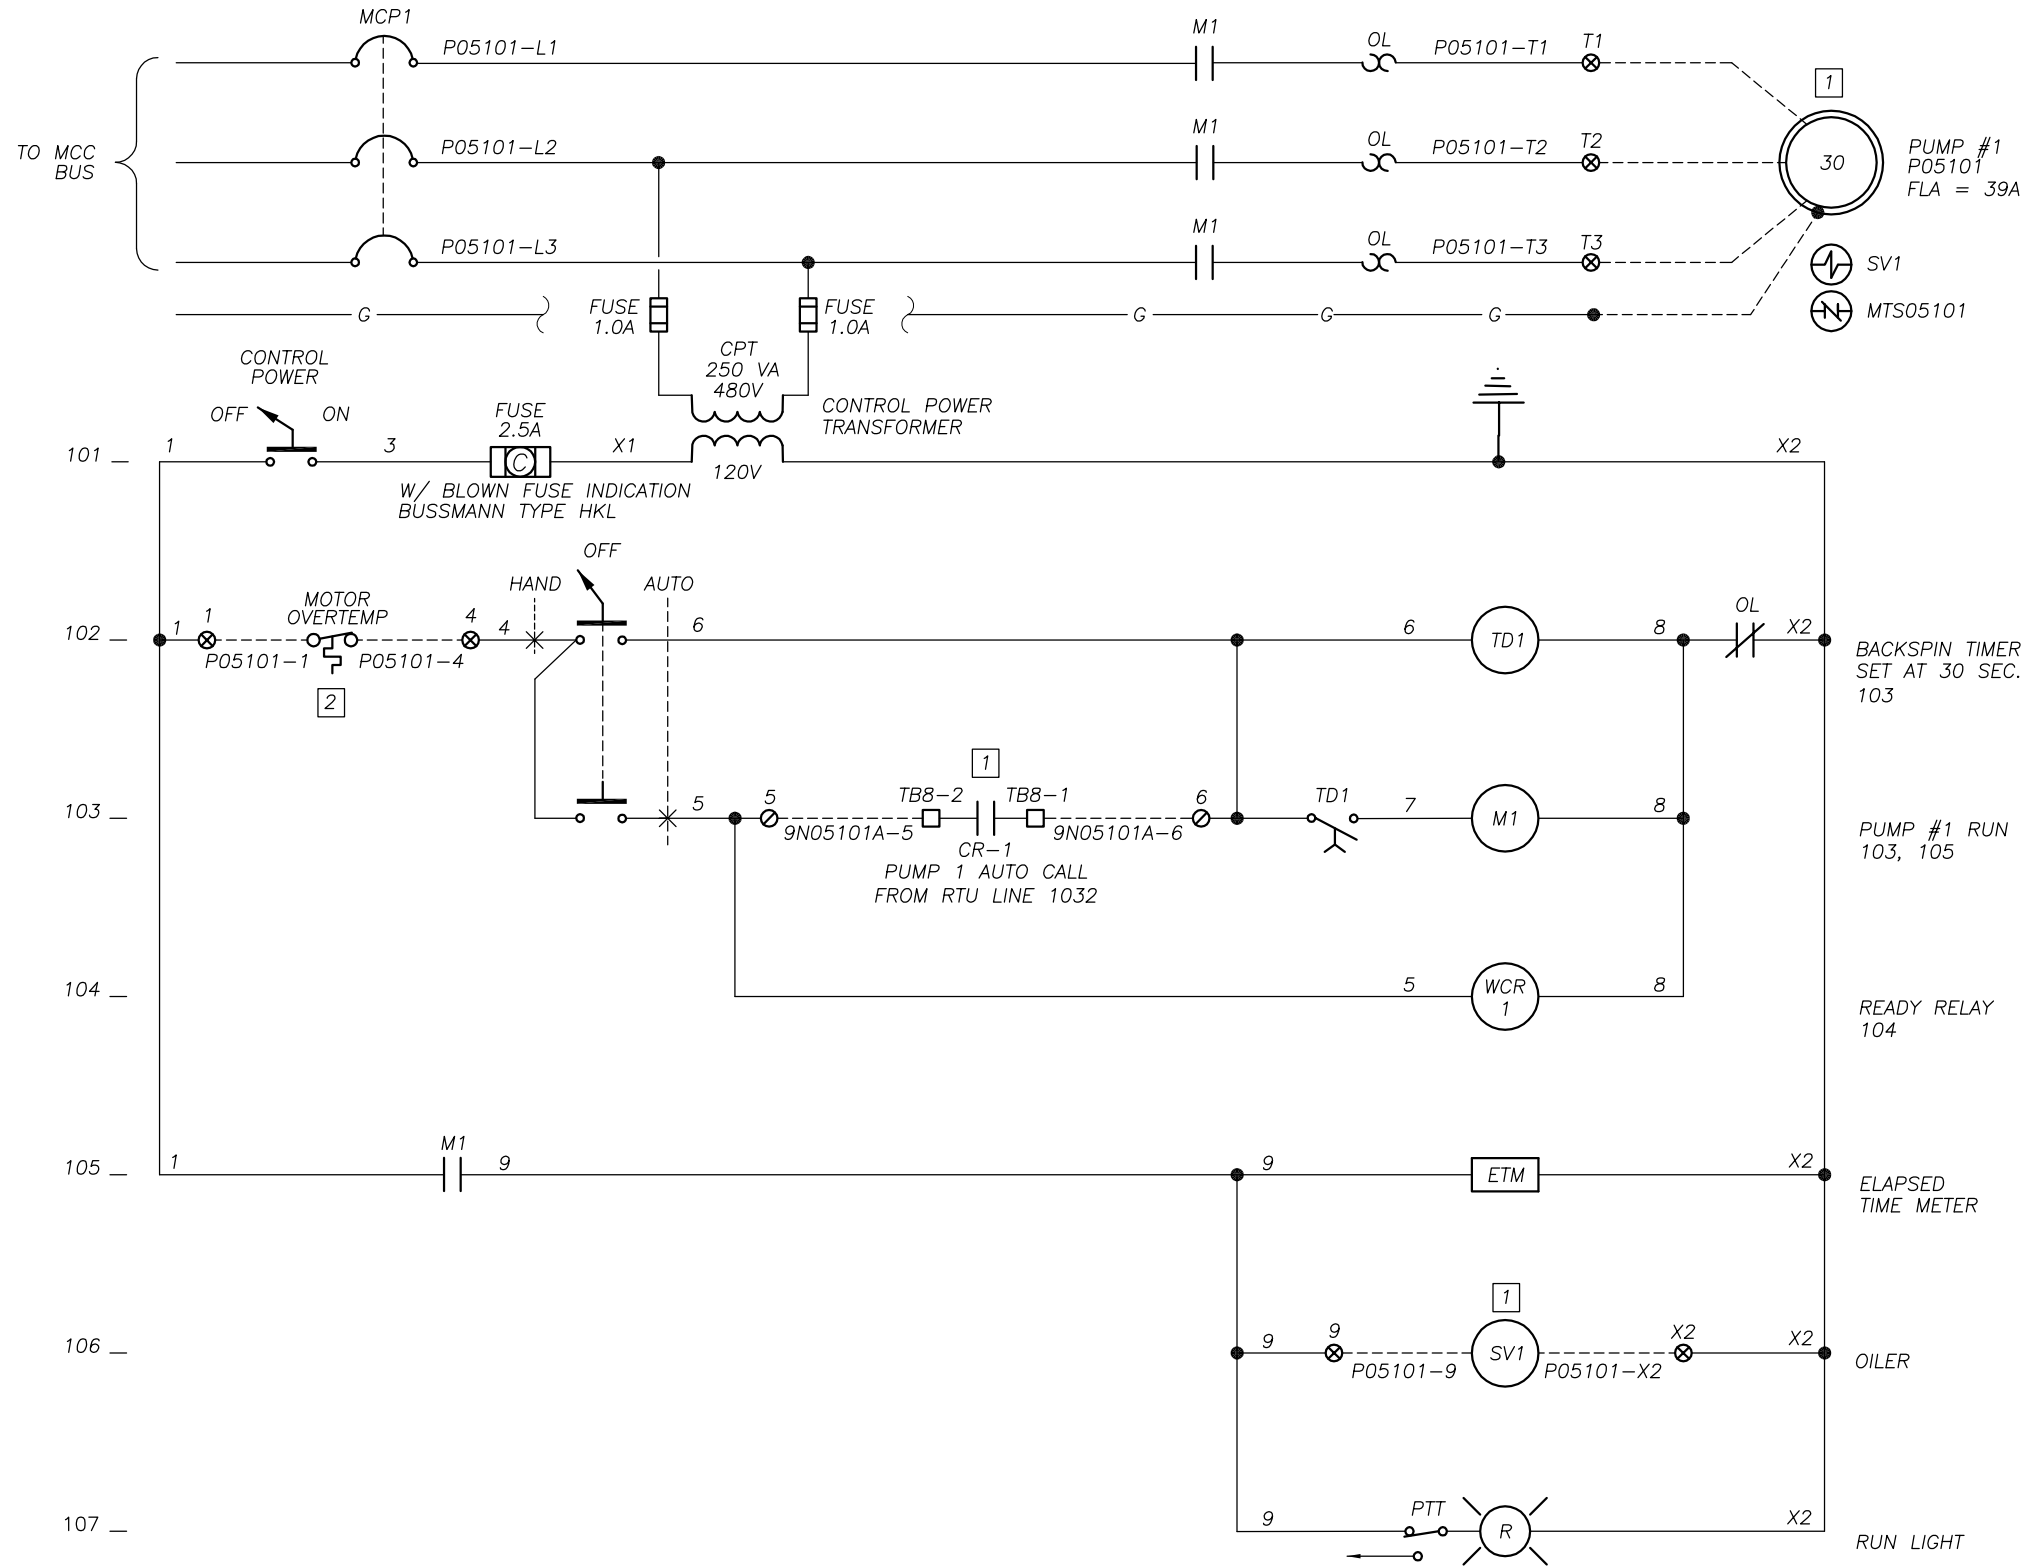 MCP1
P05101-L1
M1
OL
P05101-T1
T1
1
TO MCC
BUS
P05101-L2
M1
OL
P05101-T2
T2
30
PUMP #1
P05101
FLA = 39A
P05101-L3
M1
OL
P05101-T3
T3
SV1
G
FUSE
1.0A
FUSE
1.0A
G
G
G
MTS05101
CONTROL
POWER
OFF
ON
CPT
250 VA
480V
CONTROL POWER
TRANSFORMER
120V
101
1
3
FUSE
2.5A
C
X1
X2
W/ BLOWN FUSE INDICATION
BUSSMANN TYPE HKL
OFF
HAND
AUTO
102
1
1
MOTOR
OVERTEMP
4
4
P05101-1
P05101-4
2
6
6
TD1
8
OL
X2
BACKSPIN TIMER
SET AT 30 SEC.
103
103
5
5
9N05101A-5
TB8-2
1
TB8-1
9N05101A-6
6
CR-1
PUMP 1 AUTO CALL
FROM RTU LINE 1032
TD1
7
M1
8
PUMP #1 RUN
103, 105
104
5
WCR
1
8
READY RELAY
104
105
1
M1
9
9
ETM
X2
ELAPSED
TIME METER
106
9
9
P05101-9
1
SV1
P05101-X2
X2
X2
OILER
107
9
PTT
R
X2
RUN LIGHT